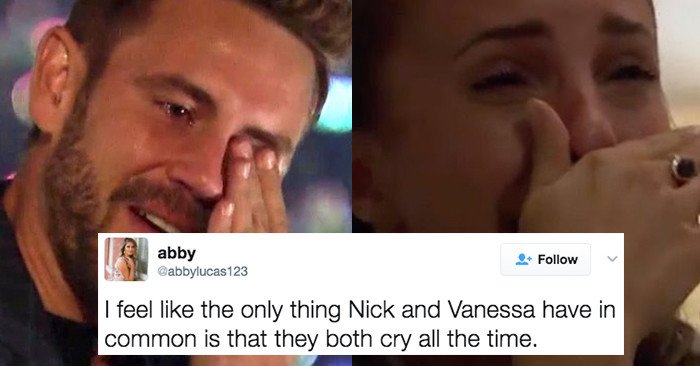 abby
@abbylucas123
Follow
I feel like the only thing Nick and Vanessa have in
common is that they both cry all the time.